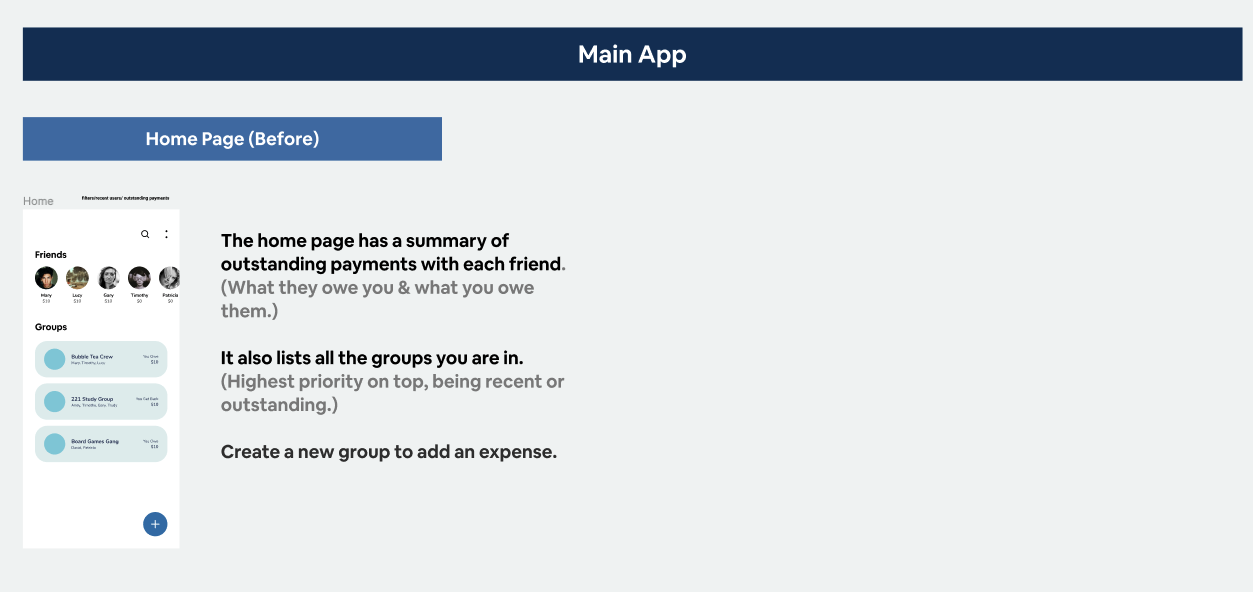 Main App
Home Page (Before)
Home
filters/recent users/ outstanding payments
Friends
Mary Lucy Gary Timothy Patricia
$10 $10 $10 $0 $0
The home page has a summary of
outstanding payments with each friend.
(What they owe you & what you owe
them.)
Groups
Bubble Tea Crew You Owe
Timothy, Lucy $10
221 Study Group You Get Back
Timothy, Gary, $10
Board Games Gang You Owe
David, $10
It also lists all the groups you are in.
(Highest priority on top, being recent or
outstanding.)
Create a new group to add an expense.
+